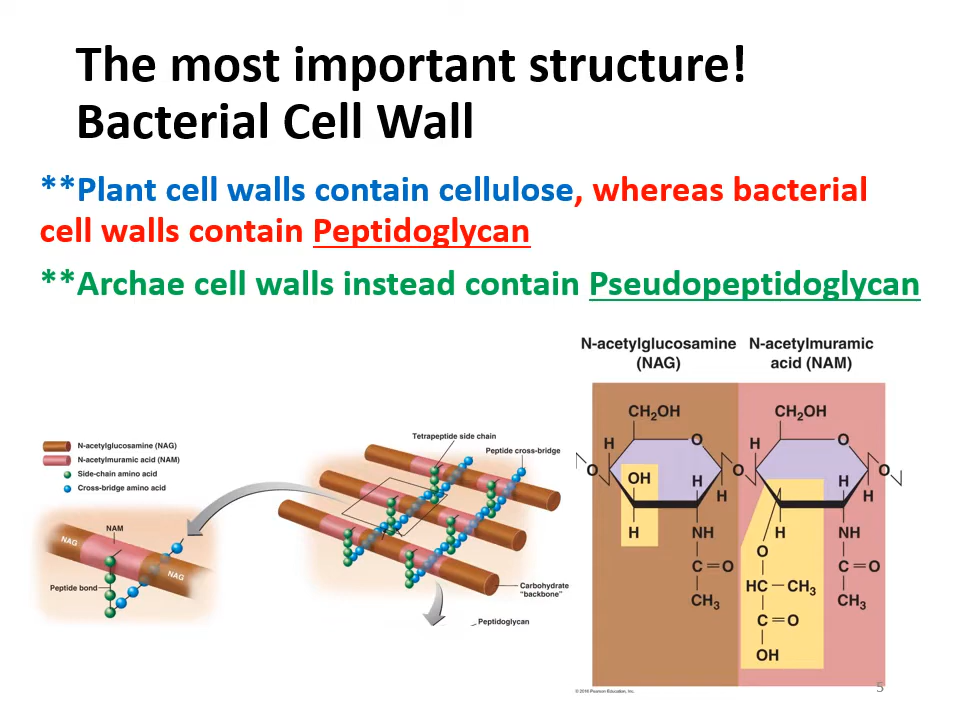 The most important structure!
Bacterial Cell Wall
**Plant cell walls contain cellulose, whereas bacterial
cell walls contain Peptidoglycan
**Archae cell walls instead contain Pseudopeptidoglycan
N-acetylglucosamine (NAG)
N-acetylmuramic acid (NAM)
Side-chain amino acid
Cross-bridge amino acid
NAM
NAG
NAG
Peptide bond
Tetrapeptide side chain
Peptide cross-bridge
Carbohydrate
"backbone"
Peptidoglycan
N-acetylglucosamine
(NAG)
N-acetylmuramic
acid (NAM)
CH₂OH
H
O
O
OH
H
H
H
NH
C=O
CH₃
O
CH₂OH
H
O
O
H
H
H
NH
O
C=O
HC–CH₃
CH₃
C=O
OH
© 2016 Pearson Education, Inc.
5